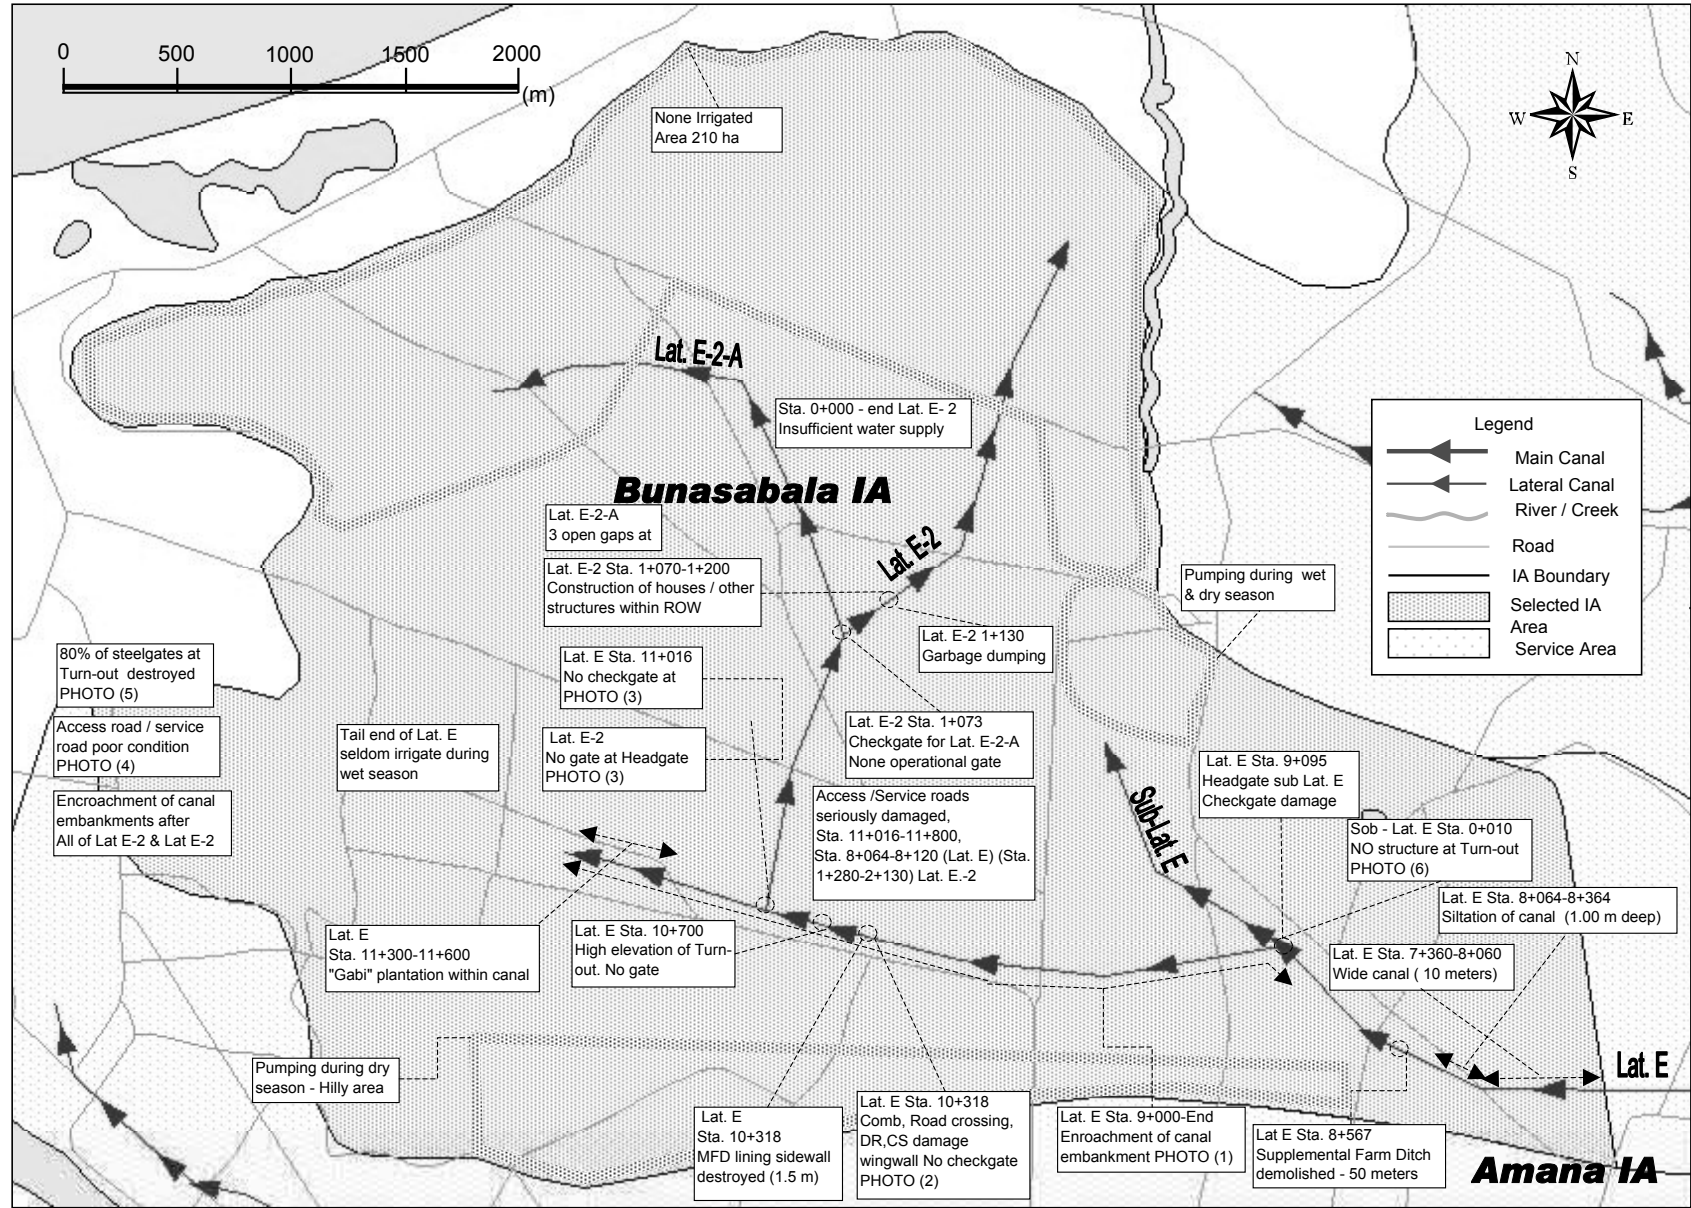 0 500 1000 1500 2000
(m)
N
W E
S
None Irrigated
Area 210 ha
Lat. E-2-A
Sta. 0+000 - end Lat. E- 2
Insufficient water supply
Bunasabala IA
Lat. E-2-A
3 open gaps at
Lat. E-2
Lat. E-2 Sta. 1+070-1+200
Construction of houses / other
structures within ROW
Pumping during wet
& dry season
Lat. E-2 1+130
Garbage dumping
Legend
Main Canal
Lateral Canal
River / Creek
Road
IA Boundary
Selected IA
Area
Service Area
80% of steelgates at
Turn-out destroyed
PHOTO (5)
Access road / service
road poor condition
PHOTO (4)
Encroachment of canal
embankments after
All of Lat E-2 & Lat E-2
Tail end of Lat. E
seldom irrigate during
wet season
Lat. E Sta. 11+016
No checkgate at
PHOTO (3)
Lat. E-2
No gate at Headgate
PHOTO (3)
Lat. E-2 Sta. 1+073
Checkgate for Lat. E-2-A
None operational gate
Access /Service roads
seriously damaged,
Sta. 11+016-11+800,
Sta. 8+064-8+120 (Lat. E) (Sta.
1+280-2+130) Lat. E.-2
Sub-Lat. E
Lat. E Sta. 9+095
Headgate sub Lat. E
Checkgate damage
Sob - Lat. E Sta. 0+010
NO structure at Turn-out
PHOTO (6)
Lat. E Sta. 8+064-8+364
Siltation of canal (1.00 m deep)
Lat. E Sta. 7+360-8+060
Wide canal ( 10 meters)
Lat. E
Sta. 11+300-11+600
"Gabi" plantation within canal
Lat. E Sta. 10+700
High elevation of Turn-
out. No gate
Lat. E
Pumping during dry
season - Hilly area
Lat. E
Sta. 10+318
MFD lining sidewall
destroyed (1.5 m)
Lat. E Sta. 10+318
Comb, Road crossing,
DR,CS damage
wingwall No checkgate
PHOTO (2)
Lat. E Sta. 9+000-End
Enroachment of canal
embankment PHOTO (1)
Lat E Sta. 8+567
Supplemental Farm Ditch
demolished - 50 meters
Amana IA